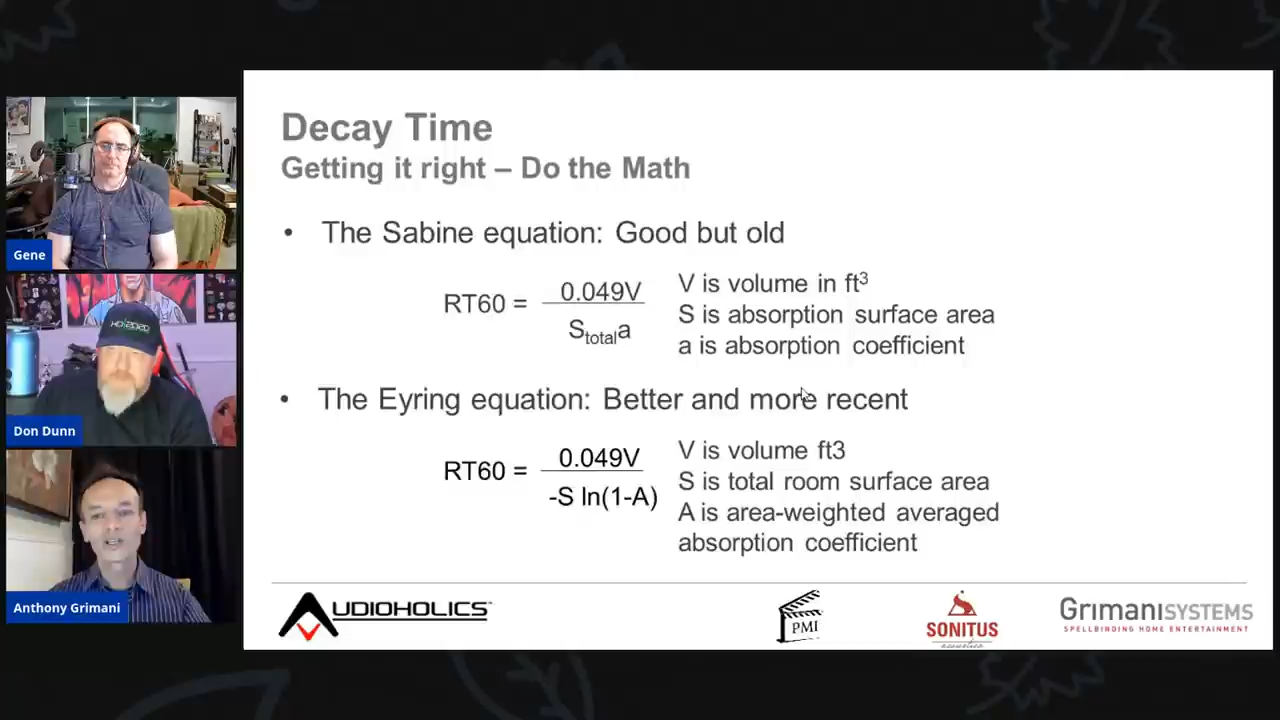 Decay Time
Getting it right – Do the Math
• The Sabine equation: Good but old
RT60 = 0.049V / S_total a
V is volume in ft³
S is absorption surface area
a is absorption coefficient
• The Eyring equation: Better and more recent
RT60 = 0.049V / -S ln(1-A)
V is volume ft3
S is total room surface area
A is area-weighted averaged
absorption coefficient
AUDIOHOLICS
PMI
SONITUS
acoustics
GRIMANISYSTEMS
SPELLBINDING HOME ENTERTAINMENT
Gene
HD2020
Don Dunn
Anthony Grimani